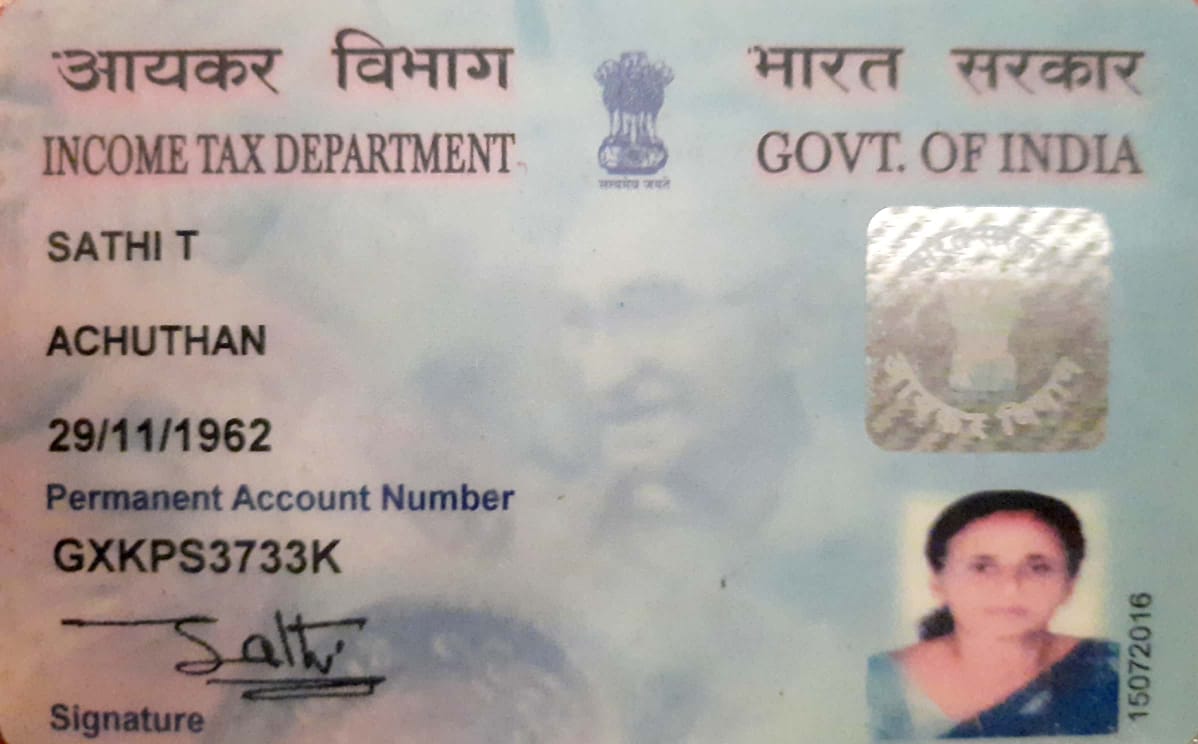 आयकर विभाग
INCOME TAX DEPARTMENT
भारत सरकार
GOVT. OF INDIA
सत्यमेव जयते
SATHI T
ACHUTHAN
29/11/1962
Permanent Account Number
GXKPS3733K
Sathi
Signature
आयकर विभाग
15072016